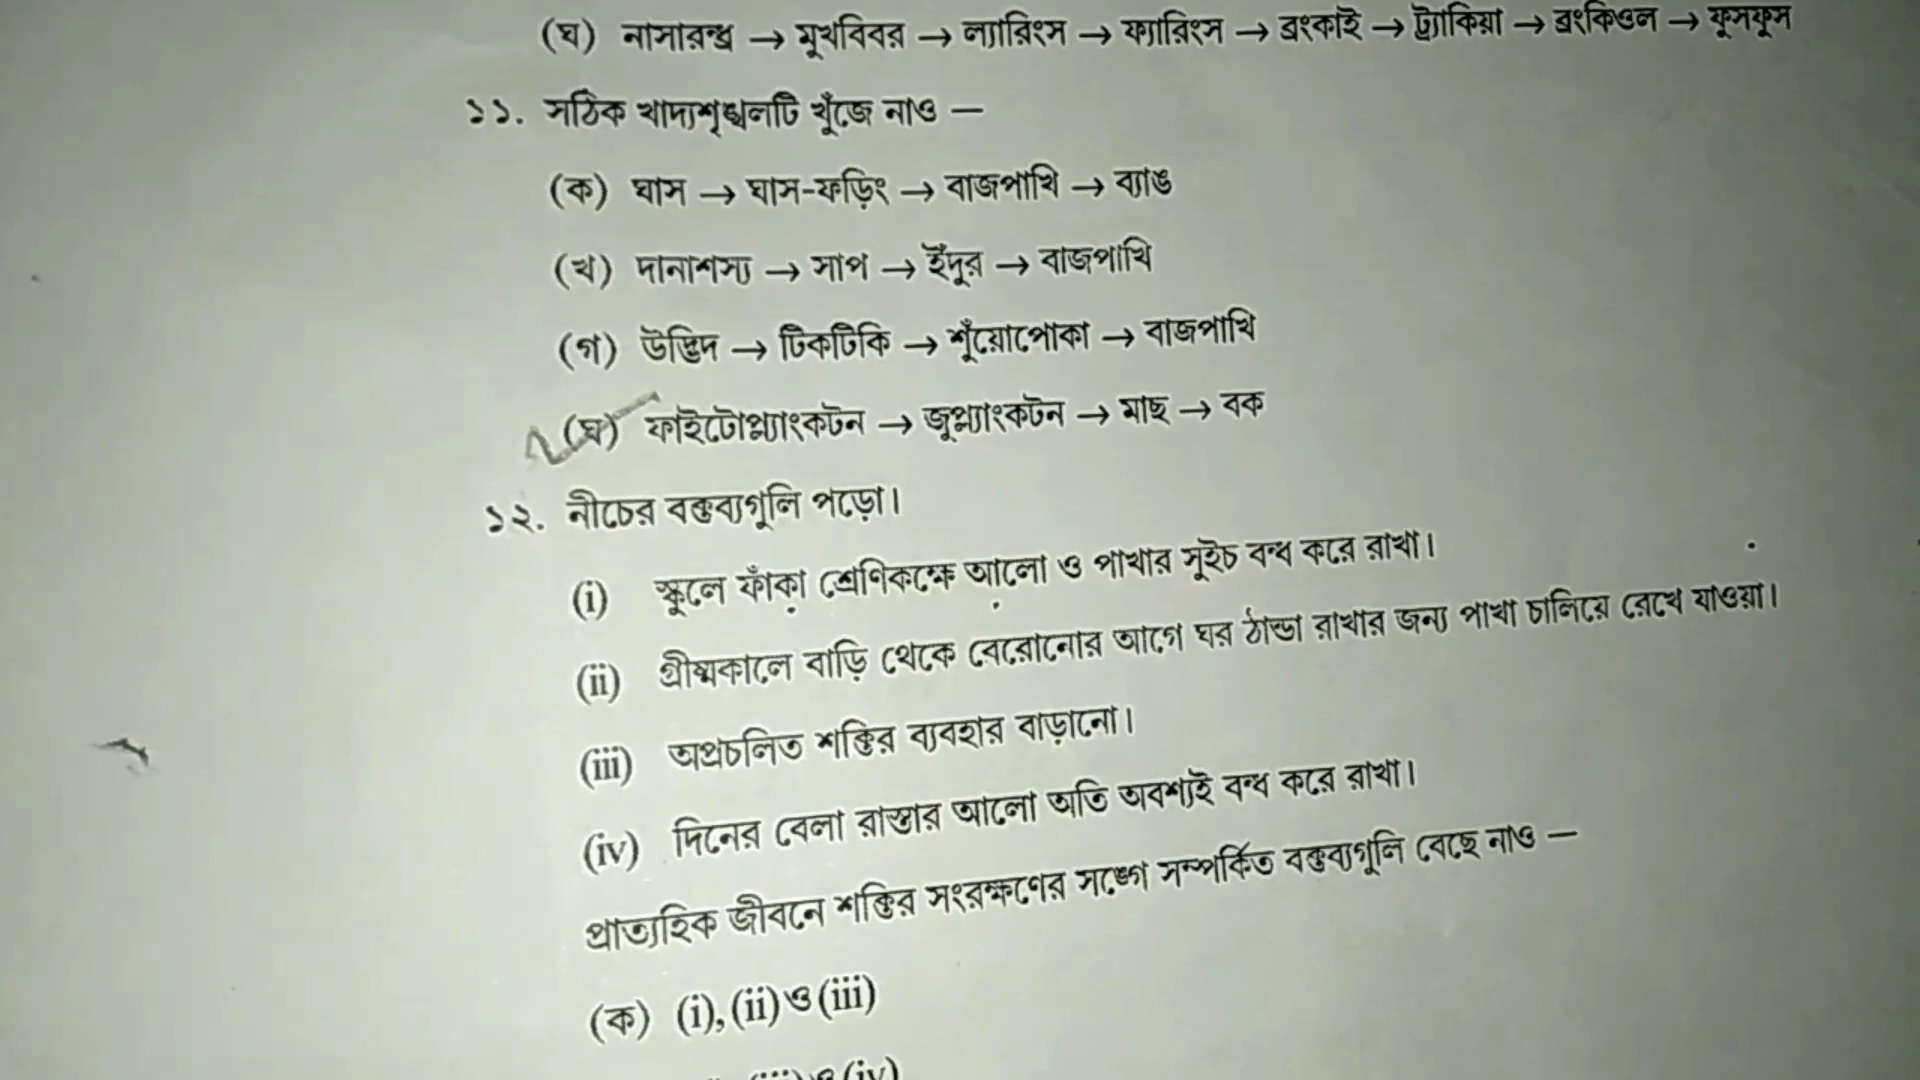 (ঘ) নাসারন্ধ্র → মুখবিবর → ল্যারিংস → ফ্যারিংস → ব্রংকাই → ট্র্যাকিয়া → ব্রংকিওল → ফুসফুস
১১. সঠিক খাদ্যশৃঙ্খলটি খুঁজে নাও —
(ক) ঘাস → ঘাস-ফড়িং → বাজপাখি → ব্যাঙ
(খ) দানাশস্য → সাপ → ইঁদুর → বাজপাখি
(গ) উদ্ভিদ → টিকটিকি → শুঁয়োপোকা → বাজপাখি
(ঘ) ফাইটোপ্ল্যাংকটন → জুপ্ল্যাংকটন → মাছ → বক
১২. নীচের বক্তব্যগুলি পড়ো।
(i) স্কুলে ফাঁকা শ্রেণিকক্ষে আলো ও পাখার সুইচ বন্ধ করে রাখা।
(ii) গ্রীষ্মকালে বাড়ি থেকে বেরোনোর আগে ঘর ঠান্ডা রাখার জন্য পাখা চালিয়ে রেখে যাওয়া।
(iii) অপ্রচলিত শক্তির ব্যবহার বাড়ানো।
(iv) দিনের বেলা রাস্তার আলো অতি অবশ্যই বন্ধ করে রাখা।
প্রাত্যহিক জীবনে শক্তির সংরক্ষণের সঙ্গে সম্পর্কিত বক্তব্যগুলি বেছে নাও —
(ক) (i), (ii) ও (iii)
(iii) ও (iv)